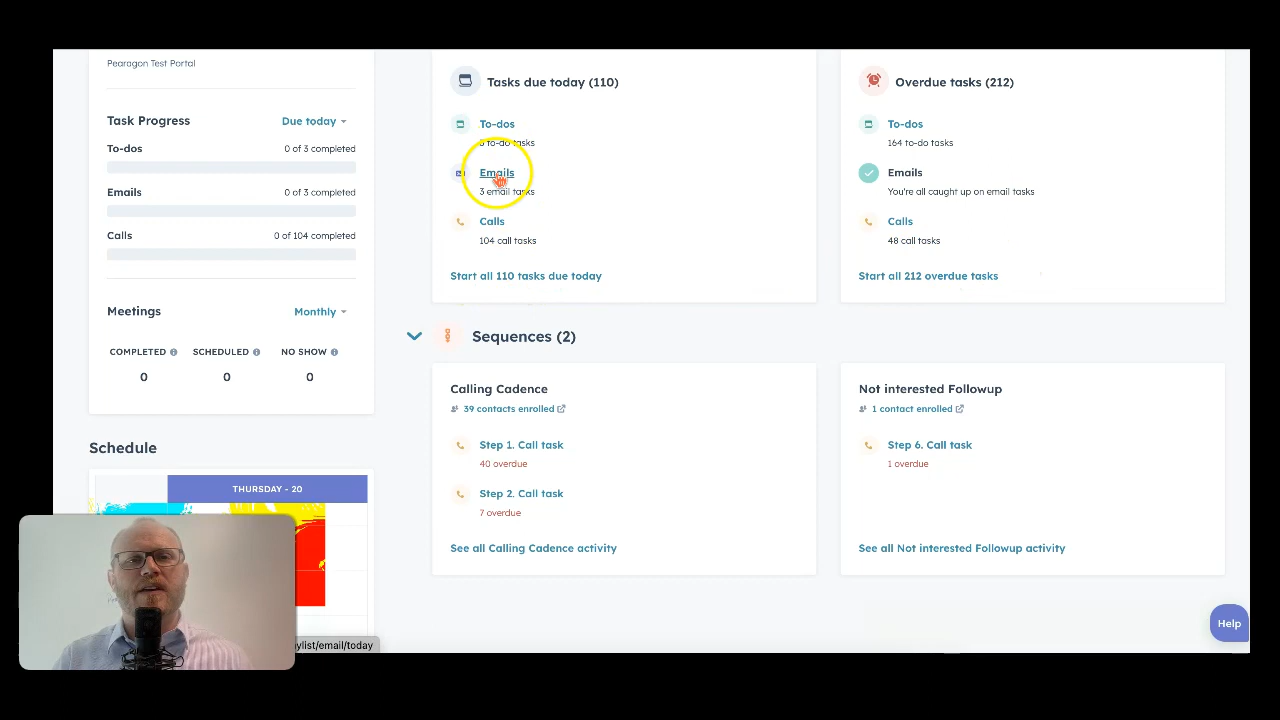 Pearagon Test Portal
Task Progress
Due today
To-dos
0 of 3 completed
Emails
0 of 3 completed
Calls
0 of 104 completed
Meetings
Monthly
COMPLETED
SCHEDULED
NO SHOW
0
0
0
Schedule
THURSDAY - 20
Tasks due today (110)
To-dos
3 to-do tasks
Emails
3 email tasks
Calls
104 call tasks
Start all 110 tasks due today
Overdue tasks (212)
To-dos
164 to-do tasks
Emails
You're all caught up on email tasks
Calls
48 call tasks
Start all 212 overdue tasks
Sequences (2)
Calling Cadence
39 contacts enrolled
Step 1. Call task
40 overdue
Step 2. Call task
7 overdue
See all Calling Cadence activity
Not interested Followup
1 contact enrolled
Step 6. Call task
1 overdue
See all Not interested Followup activity
Help
ylist/email/today